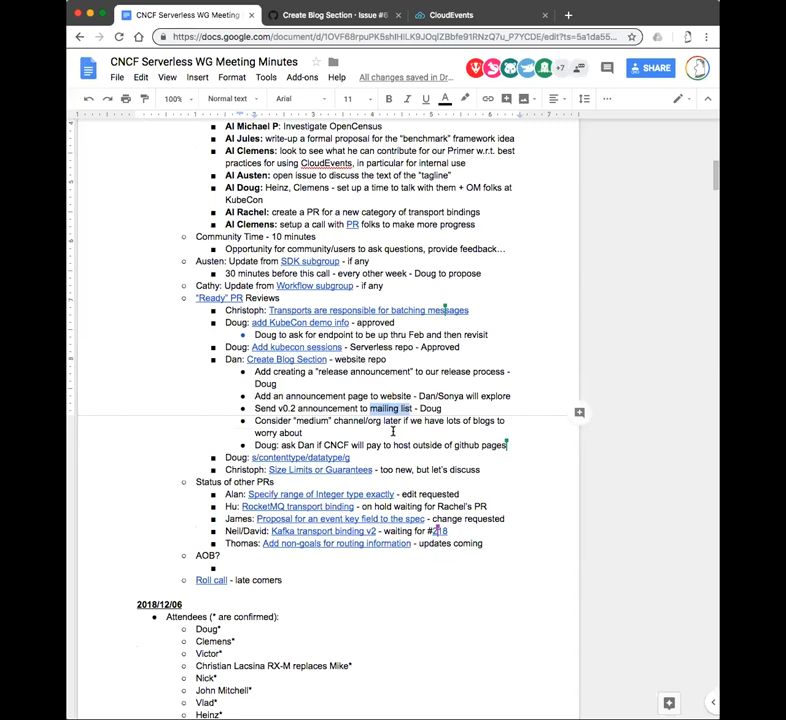 CNCF Serverless WG Meeting
Create Blog Section · Issue #6
CloudEvents
https://docs.google.com/document/d/1OVF68rpuPK5shHILK9JOqlZBbfe91RNzQ7u_P7YCDE/edit?ts=5a1da55...
CNCF Serverless WG Meeting Minutes
File Edit View Insert Format Tools Add-ons Help All changes saved in Dr...
+7
SHARE
100% Normal text Arial 11
AI Michael P: Investigate OpenCensus
AI Jules: write-up a formal proposal for the "benchmark" framework idea
AI Clemens: look to see what he can contribute for our Primer w.r.t. best
practices for using CloudEvents, in particular for internal use
AI Austen: open issue to discuss the text of the "tagline"
AI Doug: Heinz, Clemens - set up a time to talk with them + OM folks at
KubeCon
AI Rachel: create a PR for a new category of transport bindings
AI Clemens: setup a call with PR folks to make more progress
Community Time - 10 minutes
Opportunity for community/users to ask questions, provide feedback...
Austen: Update from SDK subgroup - if any
30 minutes before this call - every other week - Doug to propose
Cathy: Update from Workflow subgroup - if any
"Ready" PR Reviews
Christoph: Transports are responsible for batching messages
Doug: add KubeCon demo info - approved
Doug to ask for endpoint to be up thru Feb and then revisit
Doug: Add kubecon sessions - Serverless repo - Approved
Dan: Create Blog Section - website repo
Add creating a "release announcement" to our release process -
Doug
Add an announcement page to website - Dan/Sonya will explore
Send v0.2 announcement to mailing list - Doug
Consider "medium" channel/org later if we have lots of blogs to
worry about
Doug: ask Dan if CNCF will pay to host outside of github pages
Doug: s/contenttype/datatype/g
Christoph: Size Limits or Guarantees - too new, but let's discuss
Status of other PRs
Alan: Specify range of Integer type exactly - edit requested
Hu: RocketMQ transport binding - on hold waiting for Rachel's PR
James: Proposal for an event key field to the spec - change requested
Neil/David: Kafka transport binding v2 - waiting for #218
Thomas: Add non-goals for routing information - updates coming
AOB?
Roll call - late comers
2018/12/06
Attendees (* are confirmed):
Doug*
Clemens*
Victor*
Christian Lacsina RX-M replaces Mike*
Nick*
John Mitchell*
Vlad*
Heinz*